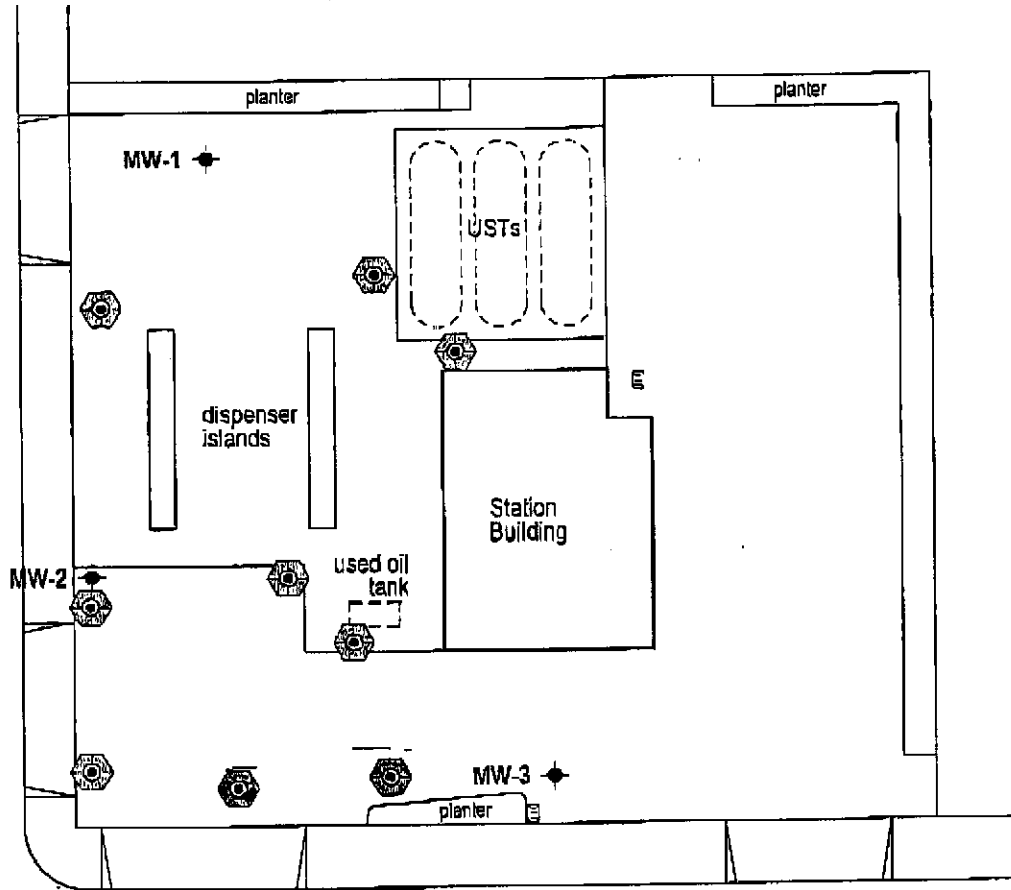 planter
planter
MW-1
USTs
dispenser
islands
E
Station
Building
used oil
tank
MW-2
MW-3
planter
E